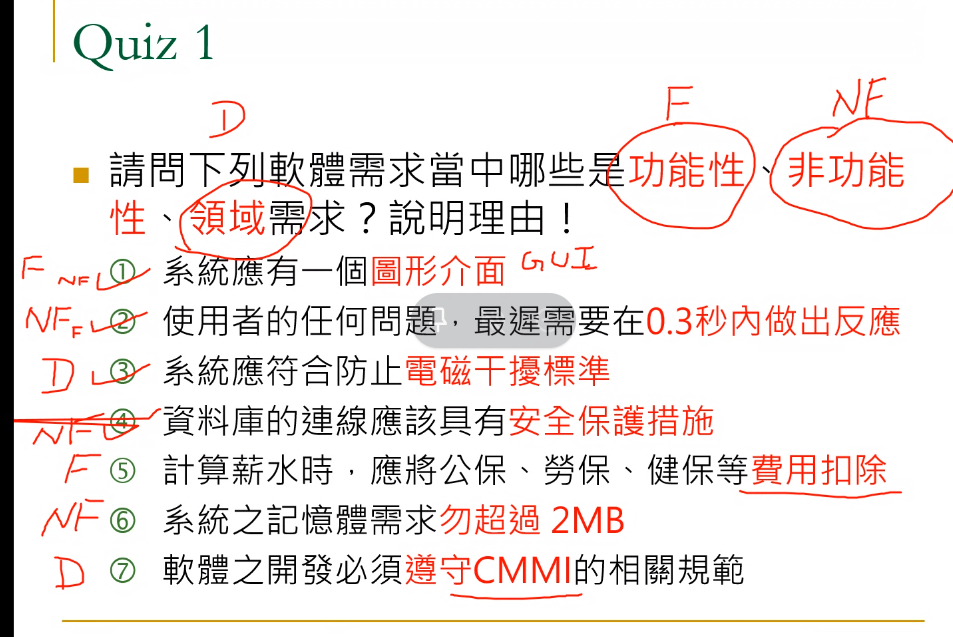 Quiz 1
D F NF
請問下列軟體需求當中哪些是功能性、非功能
性、領域需求？說明理由！
F NF ① 系統應有一個圖形介面 GUI
NF F ② 使用者的任何問題，最遲需要在0.3秒內做出反應
D ③ 系統應符合防止電磁干擾標準
NF ④ 資料庫的連線應該具有安全保護措施
F ⑤ 計算薪水時，應將公保、勞保、健保等費用扣除
NF ⑥ 系統之記憶體需求勿超過 2MB
D ⑦ 軟體之開發必須遵守CMMI的相關規範